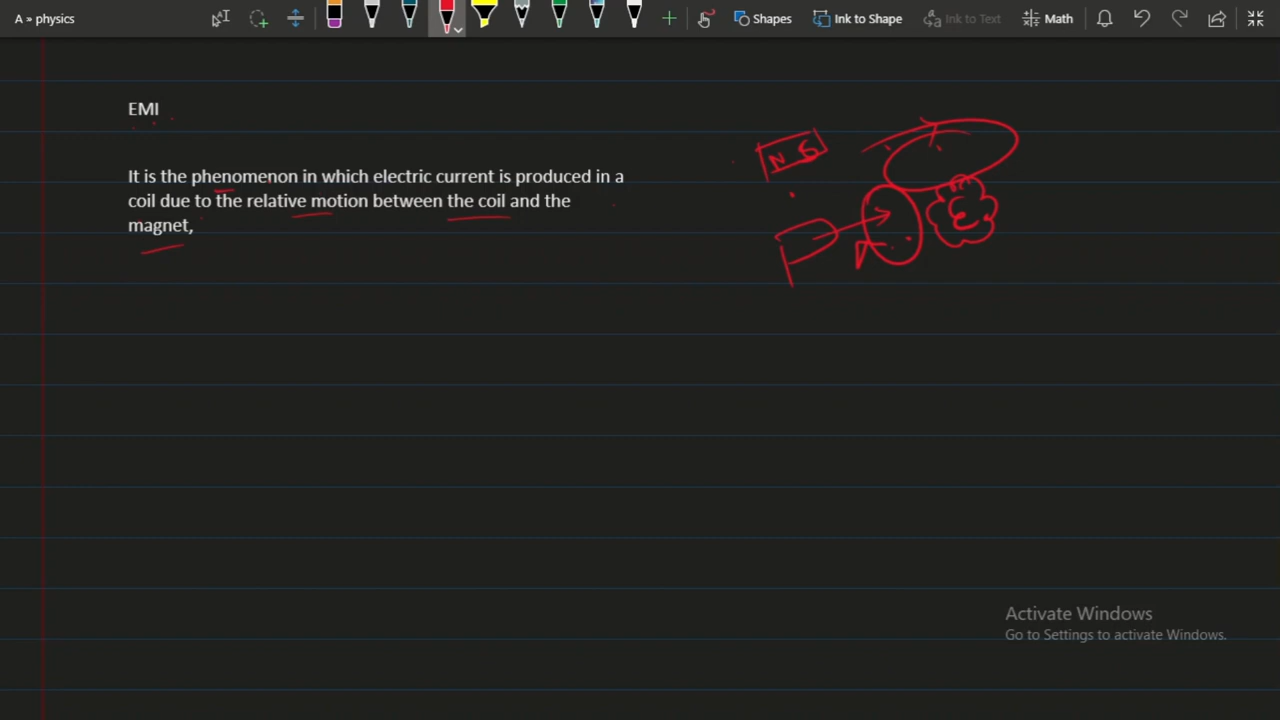 A » physics
Shapes
Ink to Shape
Ink to Text
Math
EMI
It is the phenomenon in which electric current is produced in a
coil due to the relative motion between the coil and the
magnet,
N S
ε
Activate Windows
Go to Settings to activate Windows.